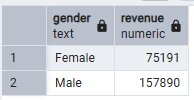 gender revenue
text numeric
1 Female 75191
2 Male 157890